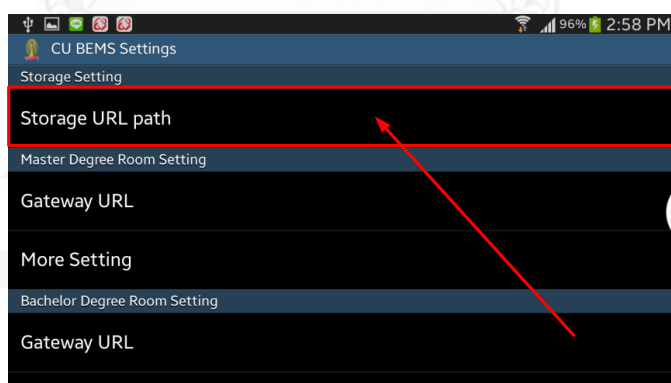 96% 2:58 PM
CU BEMS Settings
Storage Setting
Storage URL path
Master Degree Room Setting
Gateway URL
More Setting
Bachelor Degree Room Setting
Gateway URL